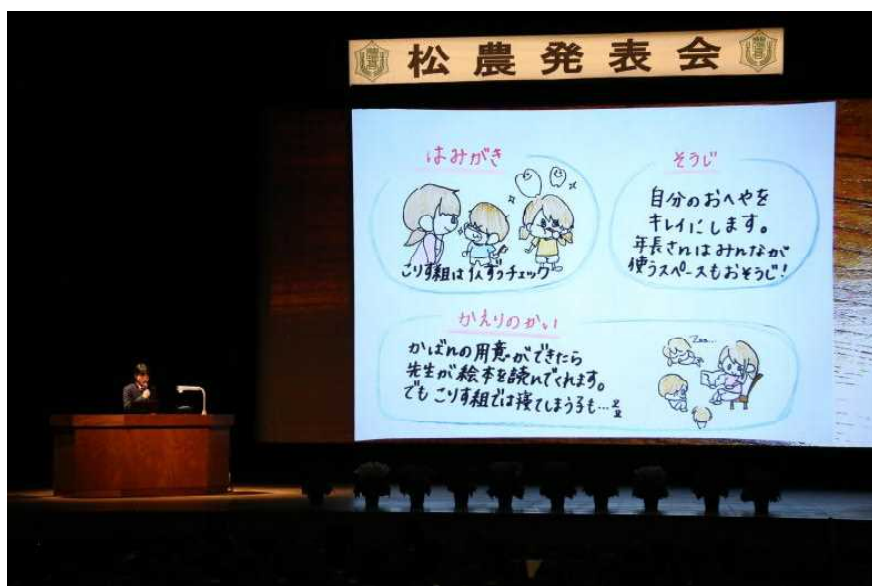 松農発表会
はみがき
こりす組は1人ずつチェック
そうじ
自分のおへやを
キレイにします。
年長さんはみんなが
使うスペースもおそうじ!
かえりのかい
かばんの用意ができたら
先生が絵本を読んでくれます。
でもこりす組では寝てしまう子も…zz
Zzz...